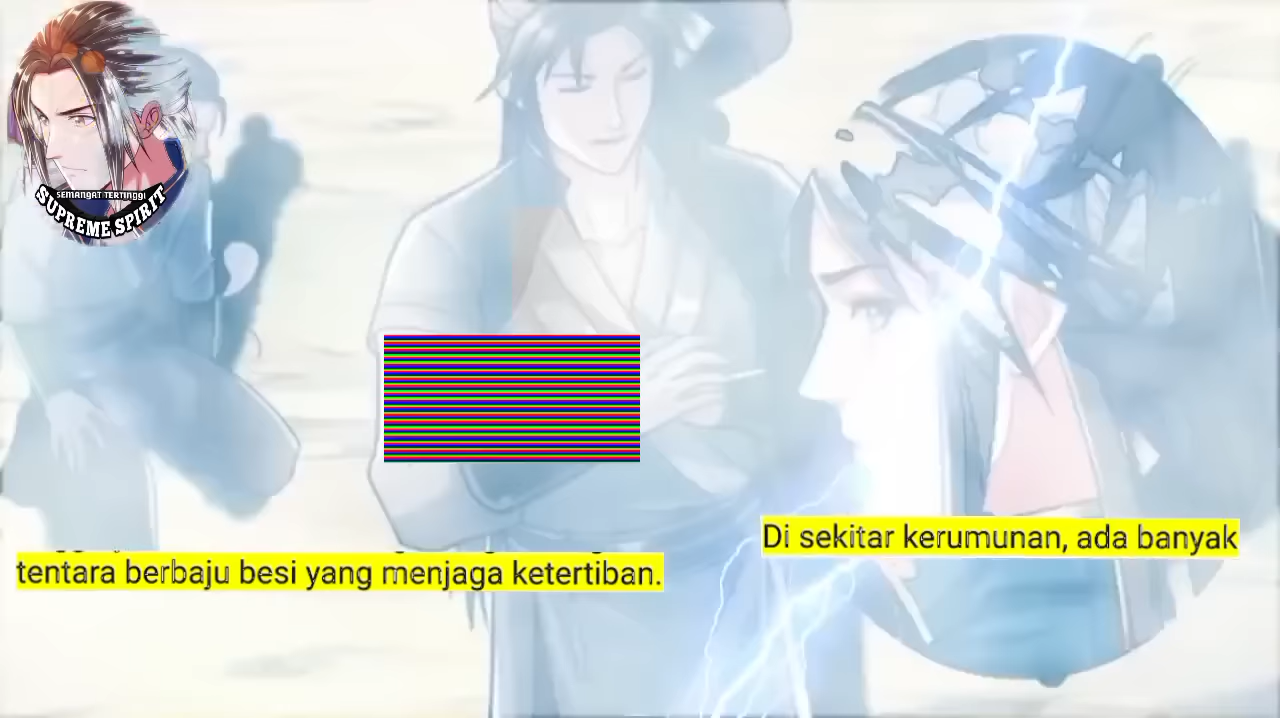 SEMANGAT TERTINGGI
SUPREME SPIRIT
Di sekitar kerumunan, ada banyak
tentara berbaju besi yang menjaga ketertiban.